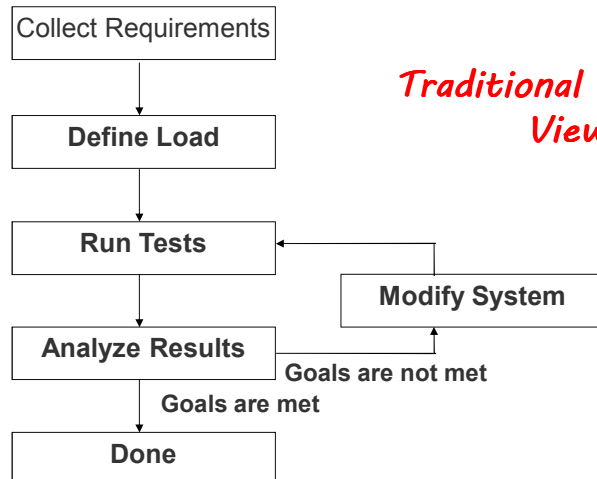 Collect Requirements
Traditional
View
Define Load
Run Tests
Modify System
Analyze Results
Goals are not met
Goals are met
Done